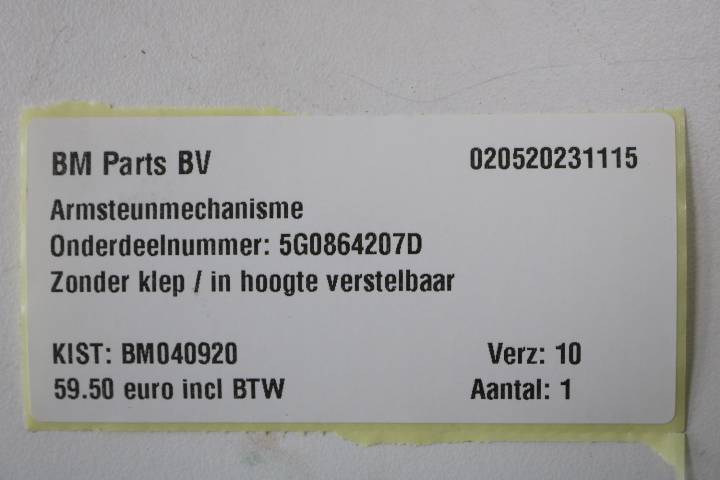 BM Parts BV 020520231115
Armsteunmechanisme
Onderdeelnummer: 5G0864207D
Zonder klep / in hoogte verstelbaar
KIST: BM040920 Verz: 10
59.50 euro incl BTW Aantal: 1